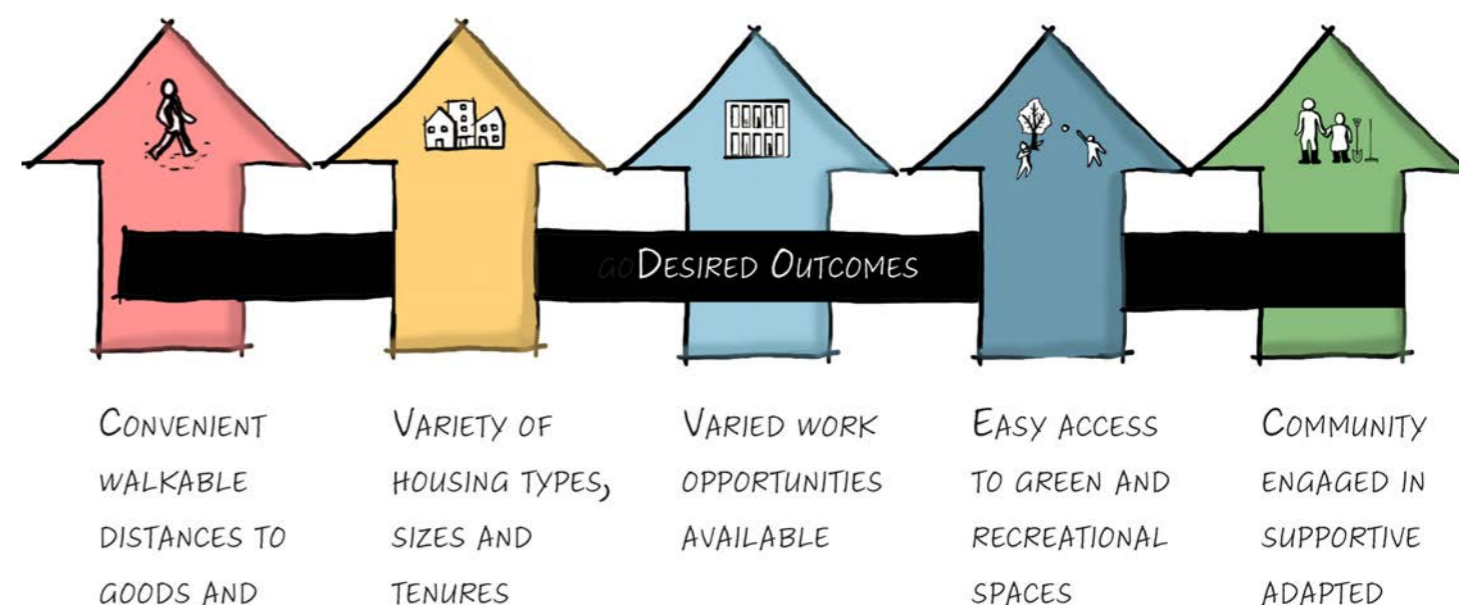 DESIRED OUTCOMES
CONVENIENT
WALKABLE
DISTANCES TO
GOODS AND
VARIETY OF
HOUSING TYPES,
SIZES AND
TENURES
VARIED WORK
OPPORTUNITIES
AVAILABLE
EASY ACCESS
TO GREEN AND
RECREATIONAL
SPACES
COMMUNITY
ENGAGED IN
SUPPORTIVE
ADAPTED